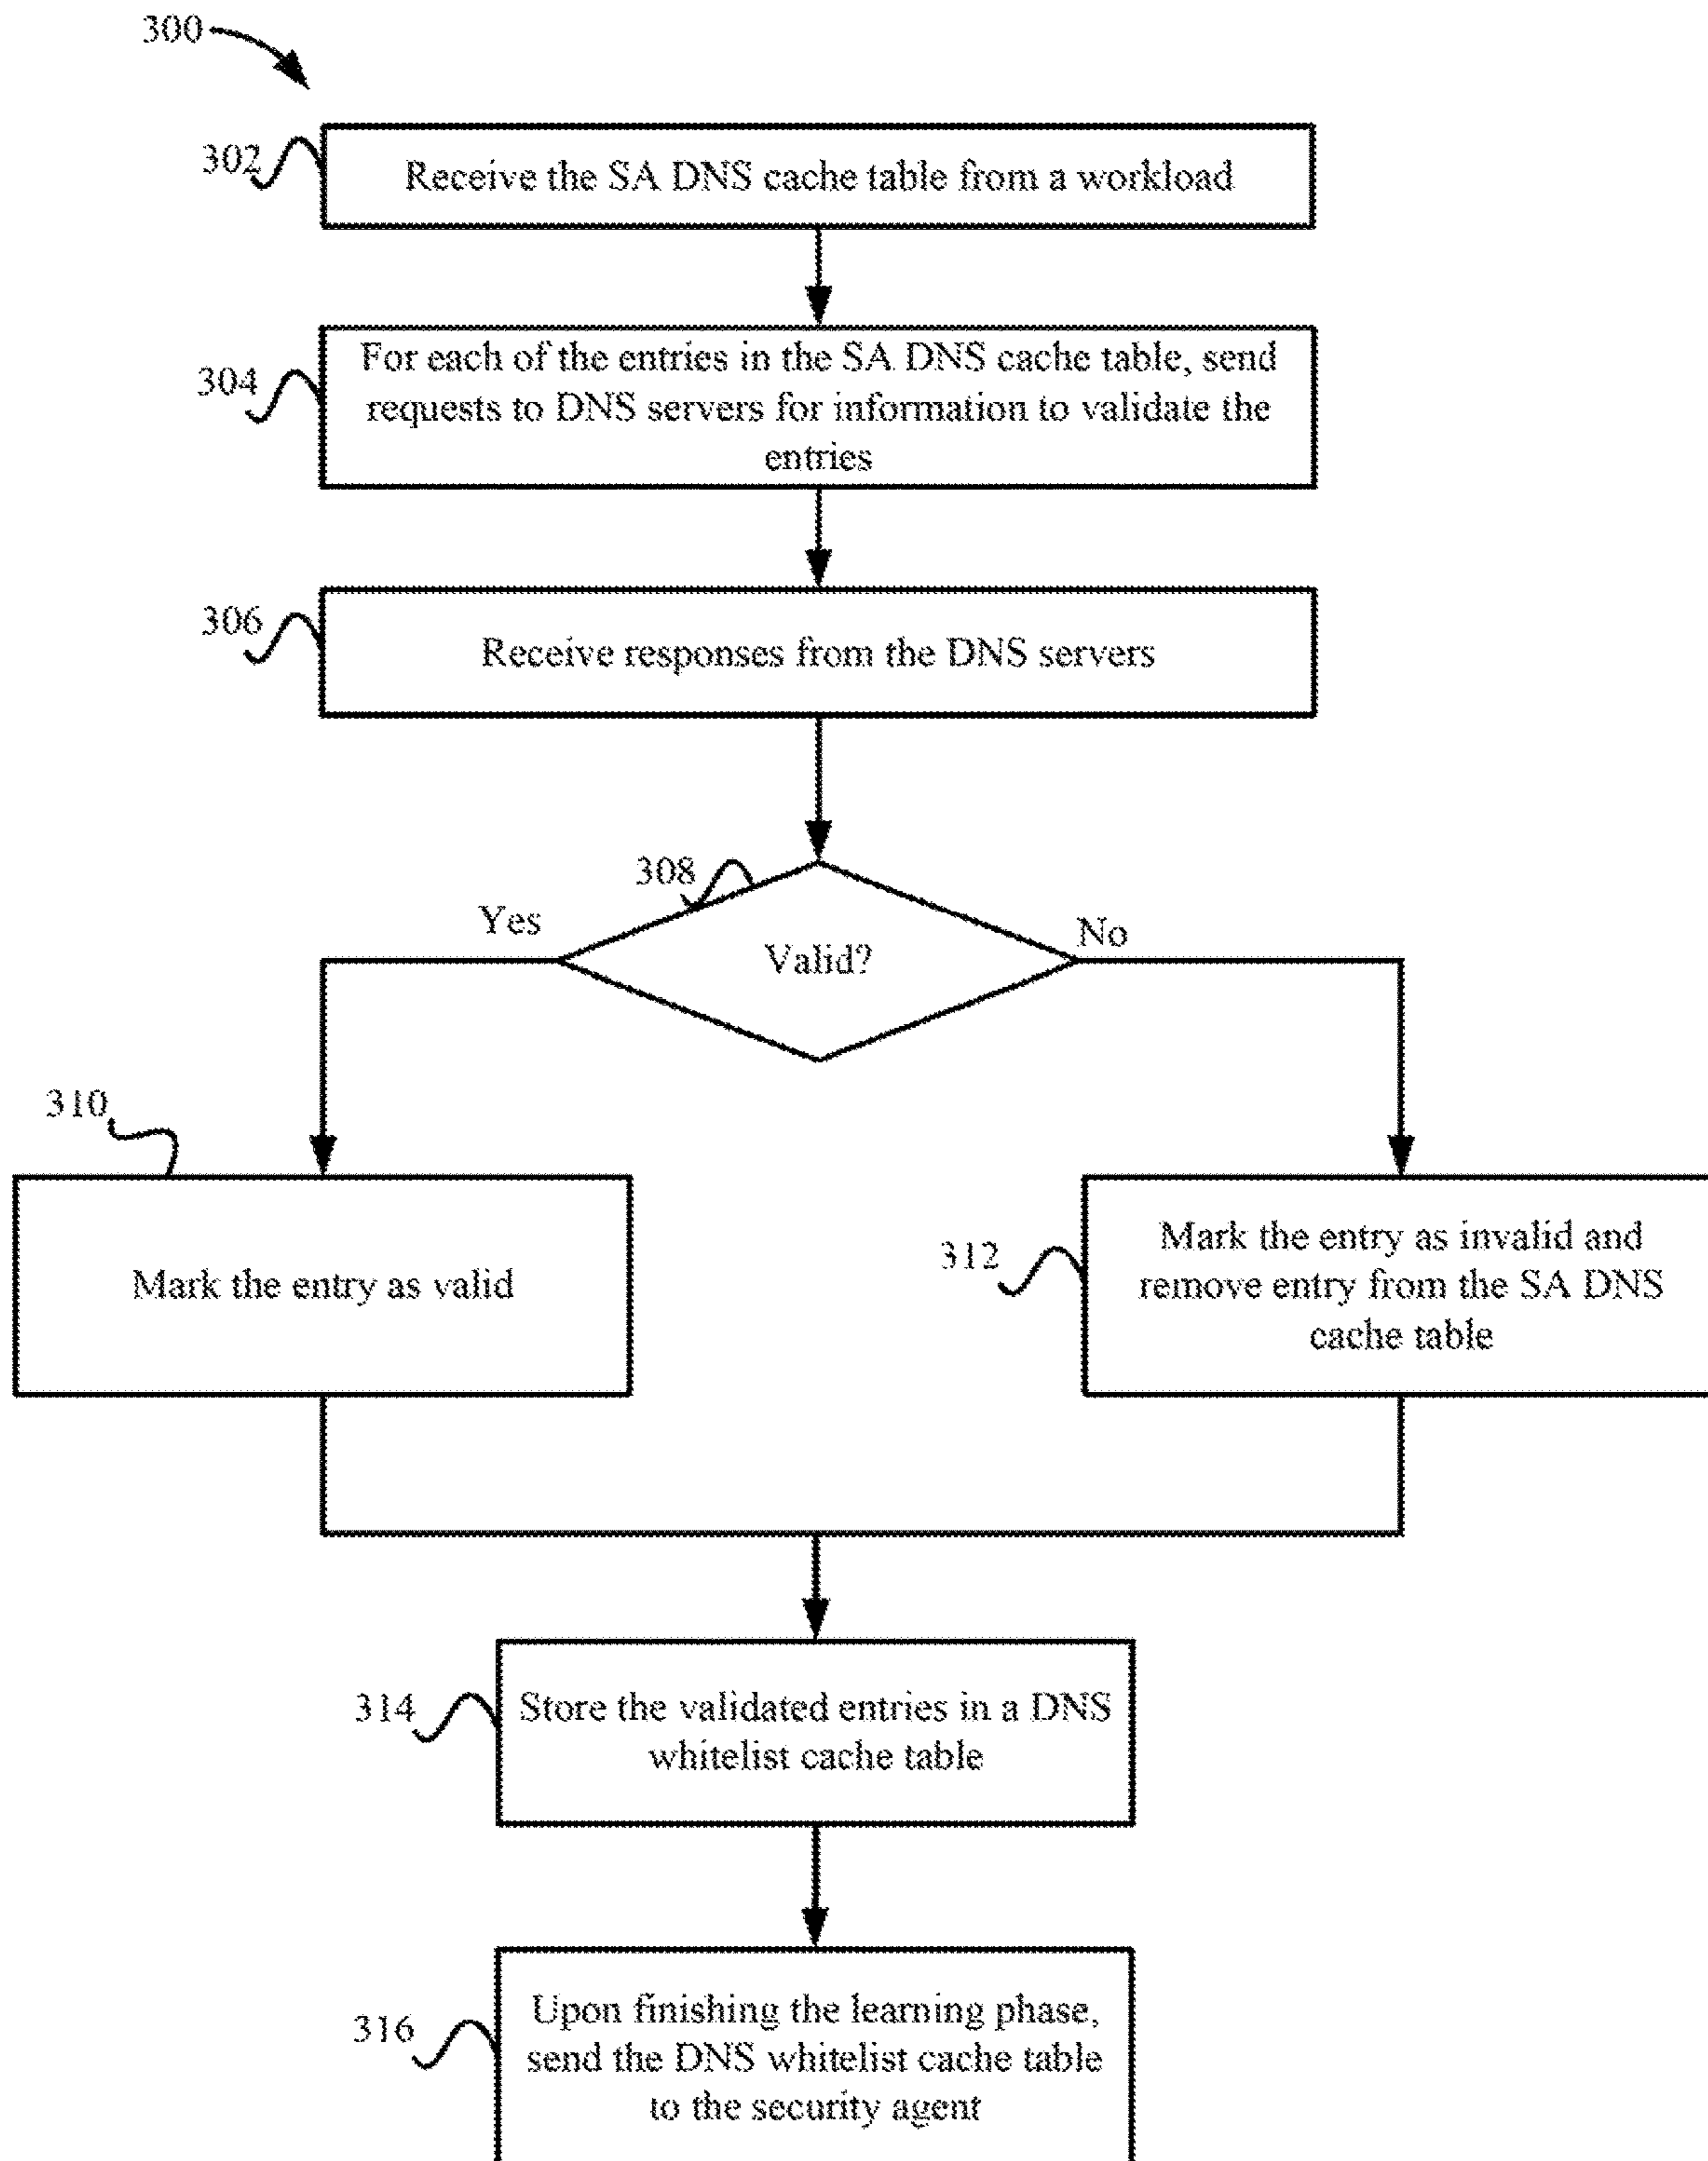 300
302
Receive the SA DNS cache table from a workload
304
For each of the entries in the SA DNS cache table, send
requests to DNS servers for information to validate the
entries
306
Receive responses from the DNS servers
308
Yes
Valid?
No
310
Mark the entry as valid
312
Mark the entry as invalid and
remove entry from the SA DNS
cache table
314
Store the validated entries in a DNS
whitelist cache table
316
Upon finishing the learning phase,
send the DNS whitelist cache table
to the security agent